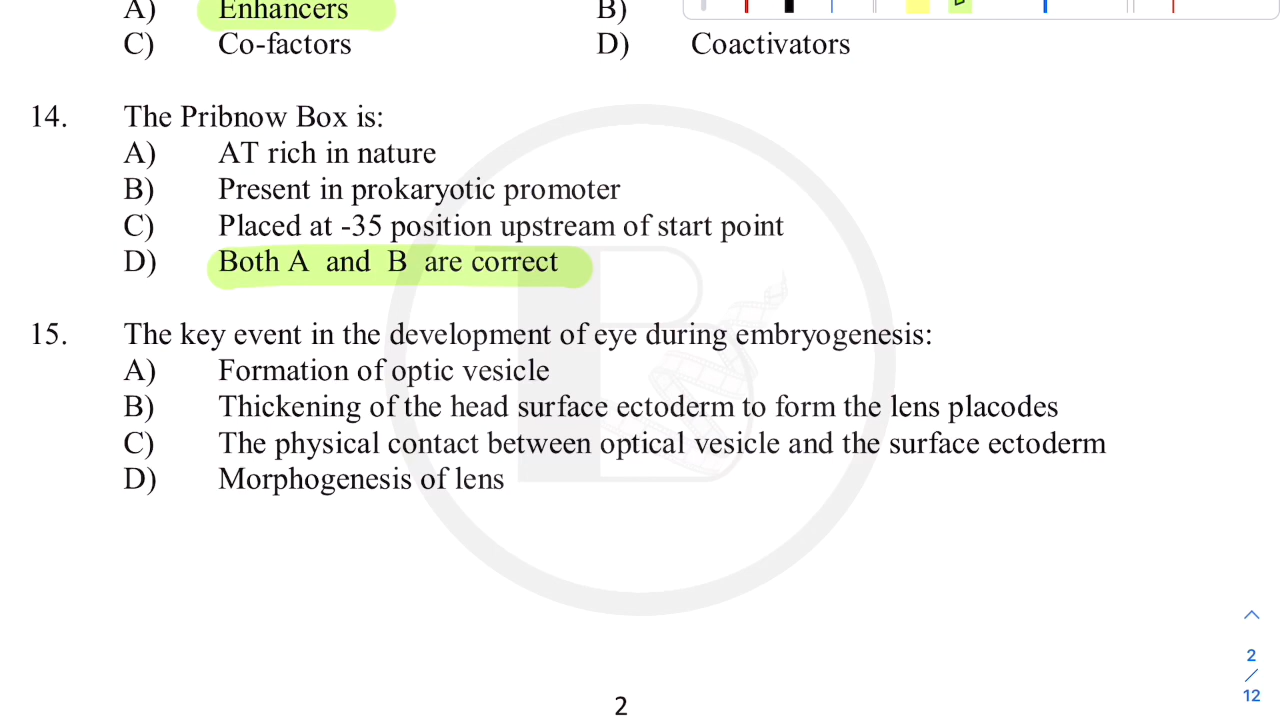 A) Enhancers B)
C) Co-factors D) Coactivators
14. The Pribnow Box is:
A) AT rich in nature
B) Present in prokaryotic promoter
C) Placed at -35 position upstream of start point
D) Both A and B are correct
15. The key event in the development of eye during embryogenesis:
A) Formation of optic vesicle
B) Thickening of the head surface ectoderm to form the lens placodes
C) The physical contact between optical vesicle and the surface ectoderm
D) Morphogenesis of lens
2
/
12
2